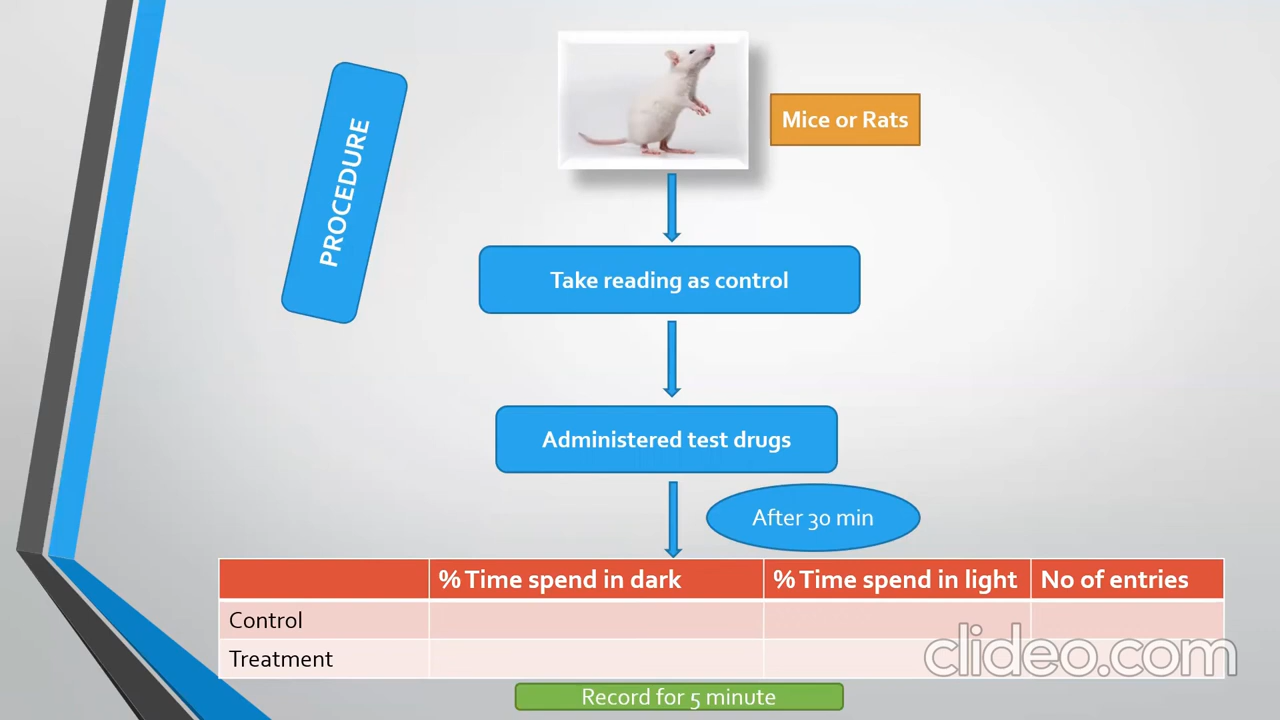 PROCEDURE
Mice or Rats
Take reading as control
Administered test drugs
After 30 min
% Time spend in dark % Time spend in light No of entries
Control
Treatment
clideo.com
Record for 5 minute